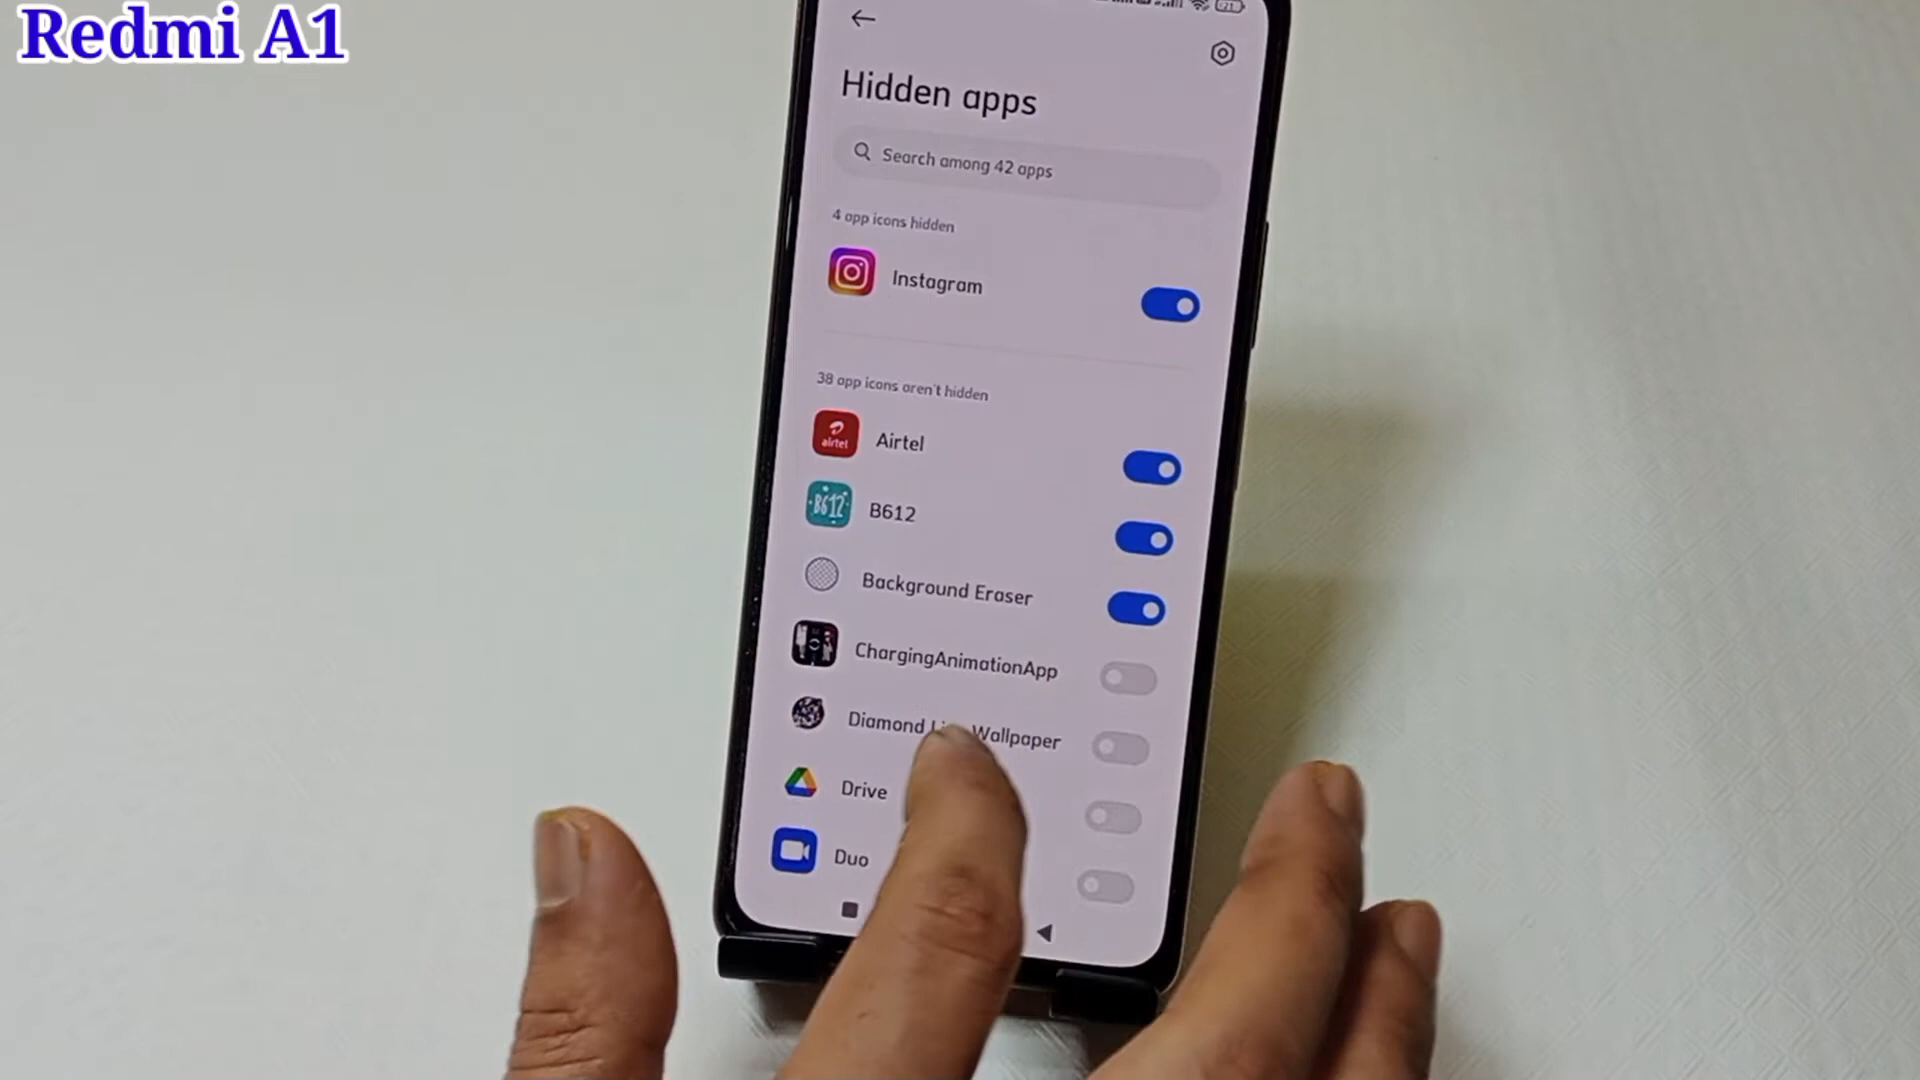 Redmi A1
21
Hidden apps
Search among 42 apps
4 app icons hidden
Instagram
38 app icons aren't hidden
airtel
Airtel
B612
B612
Background Eraser
ChargingAnimationApp
Diamond Wallpaper
Drive
Duo